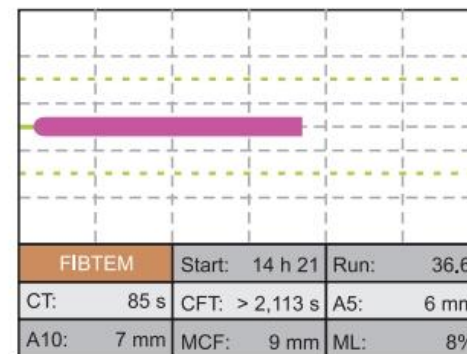 FIBTEM Start: 14 h 21 Run: 36.6
CT: 85 s CFT: > 2,113 s A5: 6 mm
A10: 7 mm MCF: 9 mm ML: 8%